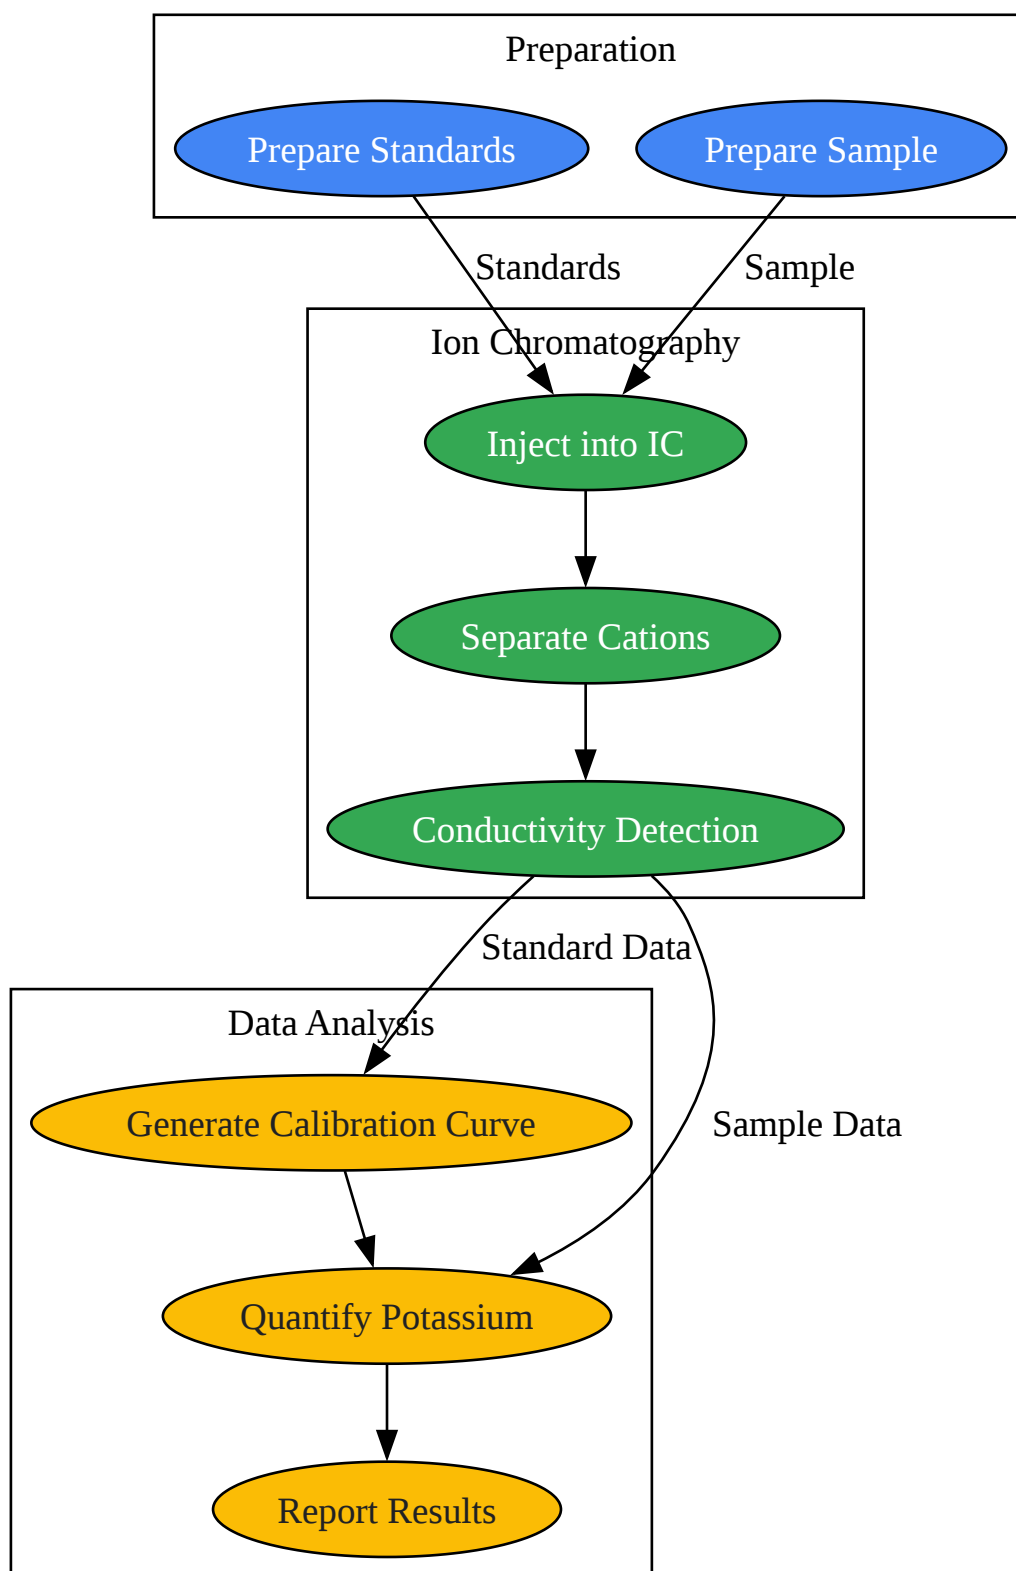 Preparation
Prepare Standards
Prepare Sample
Standards
Sample
Ion Chromatography
Inject into IC
Separate Cations
Conductivity Detection
Standard Data
Data Analysis
Generate Calibration Curve
Sample Data
Quantify Potassium
Report Results